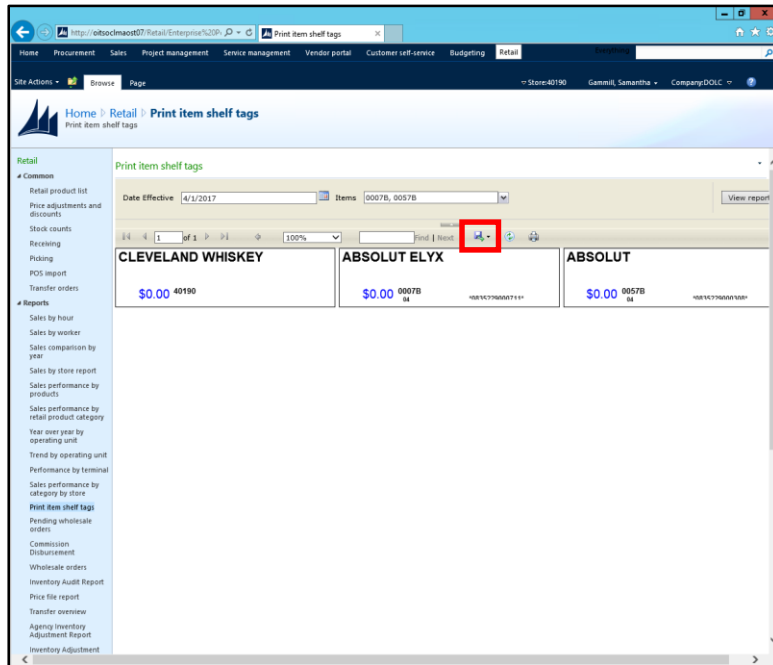 http://oitsoclmaost07/Retail/Enterprise%20P
Print item shelf tags
Home Procurement Sales Project management Service management Vendor portal Customer self-service Budgeting Retail
Everything
Site Actions Browse Page
Store:40190 Gammill, Samantha Company:DOLC
Home Retail Print item shelf tags
Print item shelf tags
Retail
Common
Retail product list
Price adjustments and
discounts
Stock counts
Receiving
Picking
POS import
Transfer orders
Reports
Sales by hour
Sales by worker
Sales comparison by
year
Sales by store report
Sales performance by
products
Sales performance by
retail product category
Year over year by
operating unit
Trend by operating unit
Performance by terminal
Sales performance by
category by store
Print item shelf tags
Pending wholesale
orders
Commission
Disbursement
Wholesale orders
Inventory Audit Report
Price file report
Transfer overview
Agency Inventory
Adjustment Report
Inventory Adjustment
Print item shelf tags
Date Effective 4/1/2017 Items 0007B, 0057B View report
1 of 1 100% Find | Next
CLEVELAND WHISKEY
$0.00 40190
ABSOLUT ELYX
$0.00 0007B
04 *0835229000711*
ABSOLUT
$0.00 0057B
04 *0835229000308*